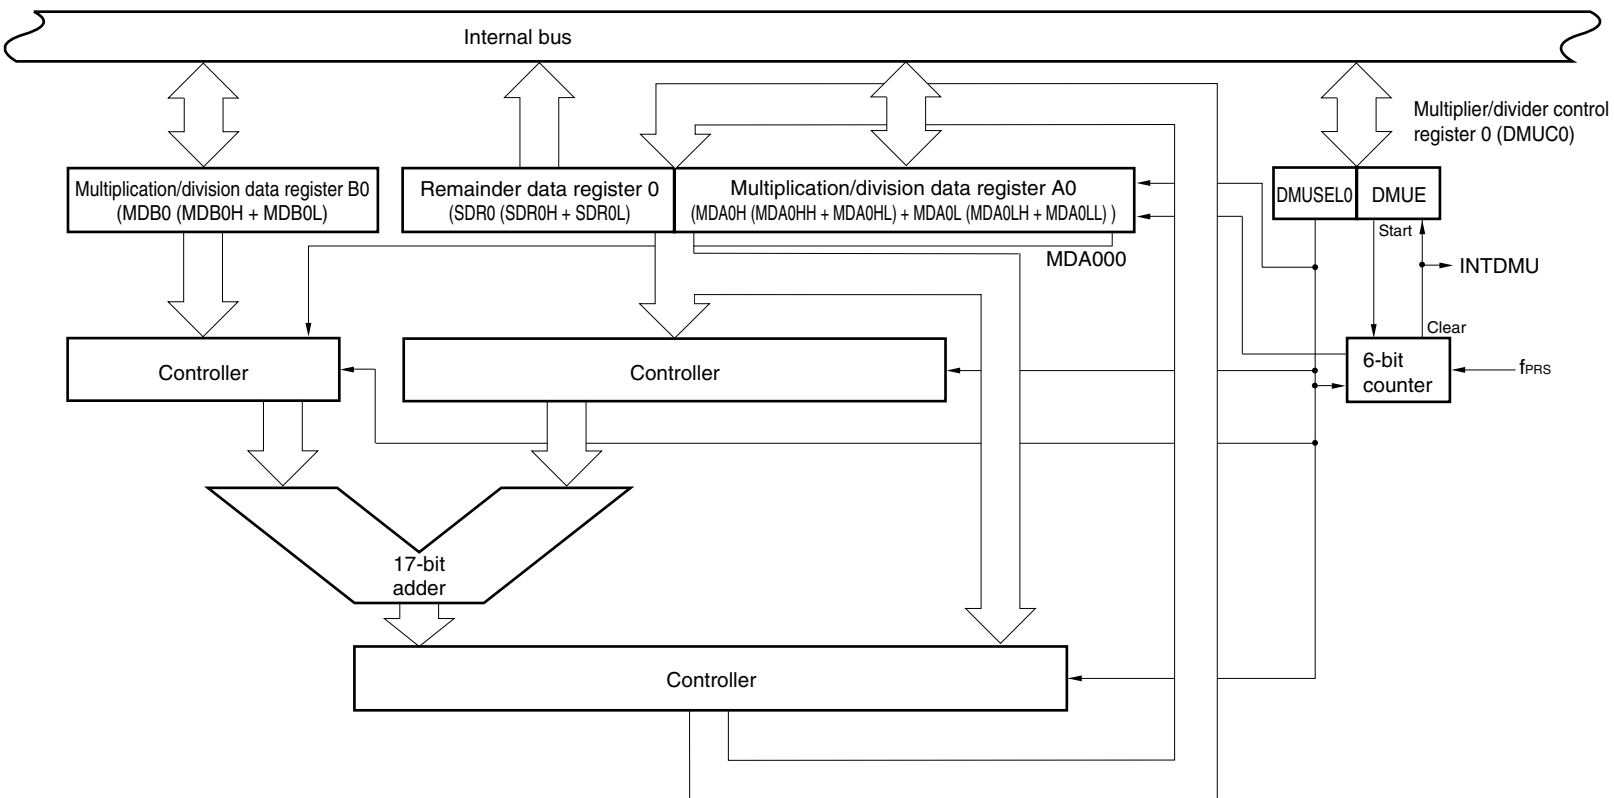 Internal bus
Multiplier/divider control
register 0 (DMUC0)
Multiplication/division data register B0
(MDB0 (MDB0H + MDB0L)
Remainder data register 0
(SDR0 (SDR0H + SDR0L)
Multiplication/division data register A0
(MDA0H (MDA0HH + MDA0HL) + MDA0L (MDA0LH + MDA0LL) )
DMUSEL0
DMUE
Start
MDA000
INTDMU
Clear
Controller
Controller
6-bit
counter
fPRS
17-bit
adder
Controller